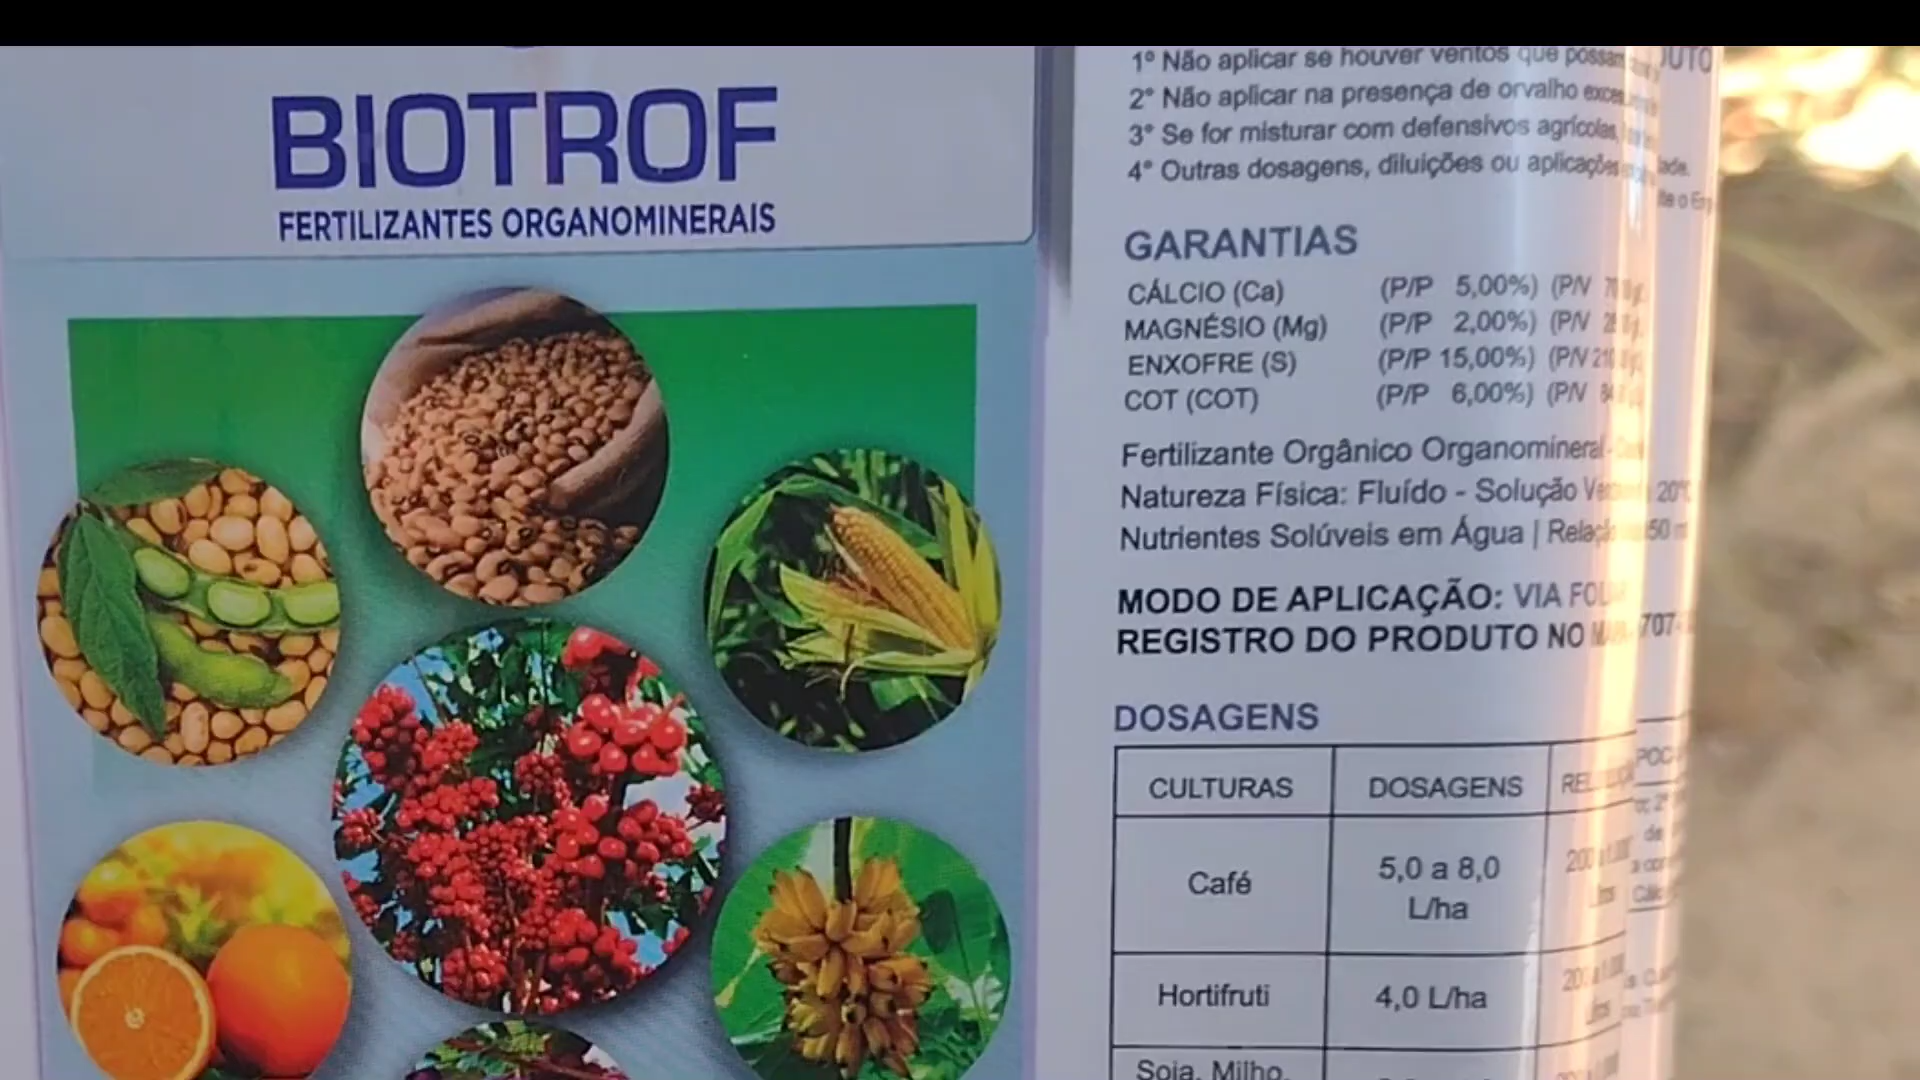 BIOTROF
FERTILIZANTES ORGANOMINERAIS
1º Não aplicar se houver ventos que possam
2º Não aplicar na presença de orvalho
3º Se for misturar com defensivos agrícolas,
4º Outras dosagens, diluições ou aplicações
GARANTIAS
CÁLCIO (Ca) (P/P 5,00%) (P/V
MAGNÉSIO (Mg) (P/P 2,00%) (P/V
ENXOFRE (S) (P/P 15,00%) (P/V
COT (COT) (P/P 6,00%) (P/V
Fertilizante Orgânico Organomineral -
Natureza Física: Fluído - Solução
Nutrientes Solúveis em Água |
MODO DE APLICAÇÃO: VIA
REGISTRO DO PRODUTO NO
DOSAGENS
CULTURAS DOSAGENS
Café 5,0 a 8,0 L/ha
Hortifruti 4,0 L/ha
Soja, Milho,